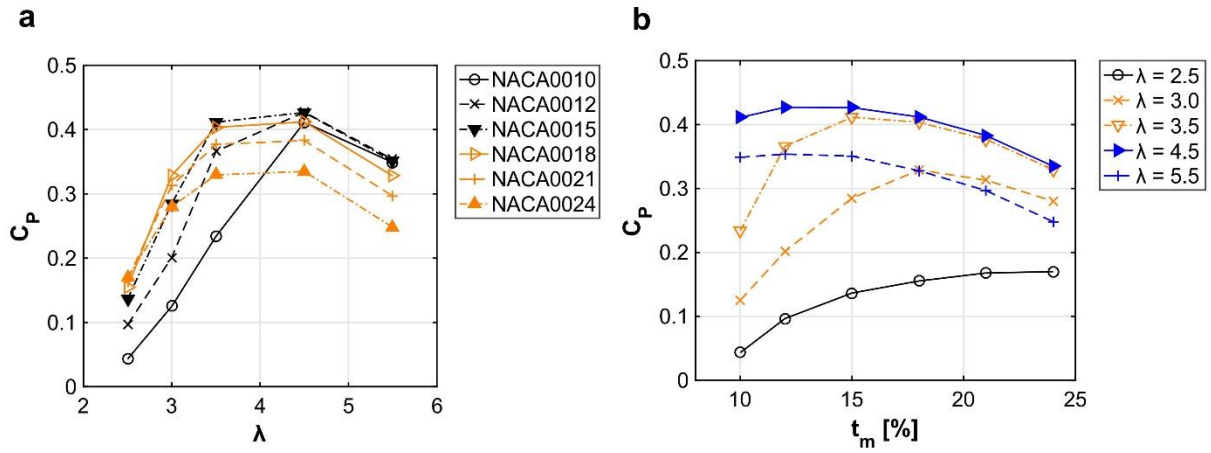 a
0.5
0.4
0.3
0.2
0.1
0
C_P
2
3
4
5
6
λ
NACA0010
NACA0012
NACA0015
NACA0018
NACA0021
NACA0024
b
0.5
0.4
0.3
0.2
0.1
0
C_P
10
15
20
25
t_m [%]
λ = 2.5
λ = 3.0
λ = 3.5
λ = 4.5
λ = 5.5